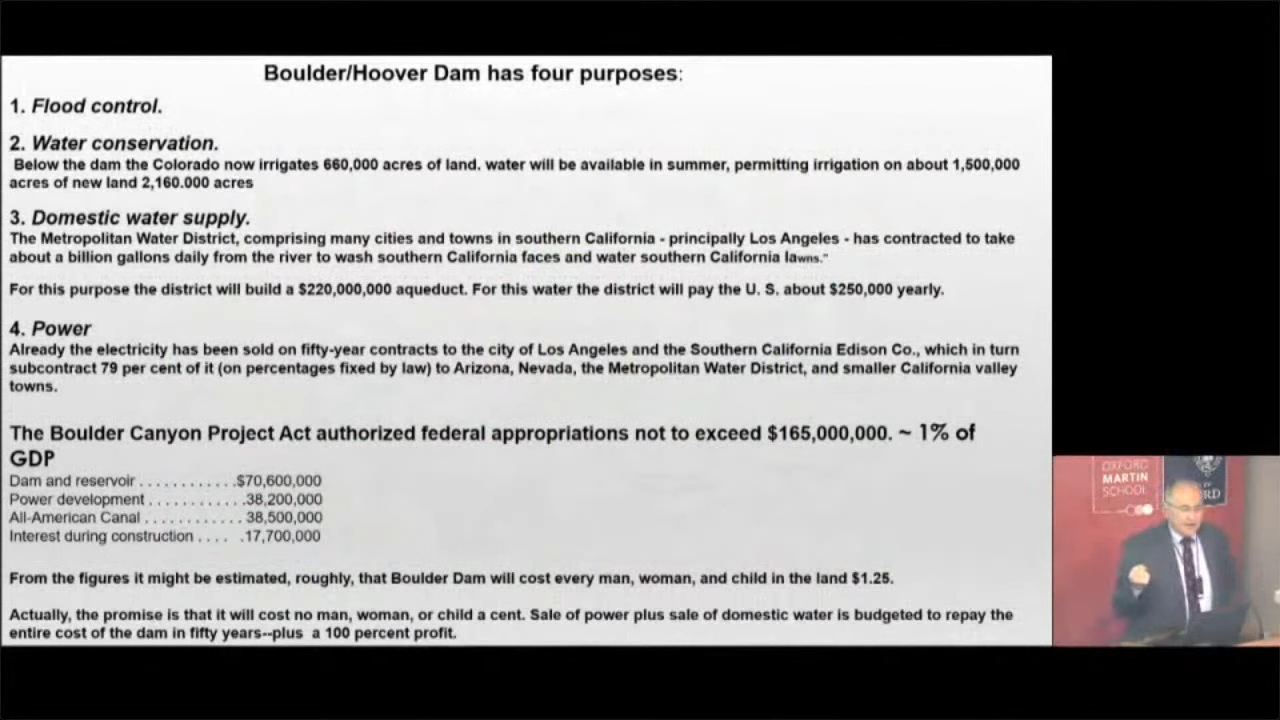 Boulder/Hoover Dam has four purposes:
1. Flood control.
2. Water conservation.
Below the dam the Colorado now irrigates 660,000 acres of land. water will be available in summer, permitting irrigation on about 1,500,000
acres of new land 2,160.000 acres
3. Domestic water supply.
The Metropolitan Water District, comprising many cities and towns in southern California - principally Los Angeles - has contracted to take
about a billion gallons daily from the river to wash southern California faces and water southern California lawns."
For this purpose the district will build a $220,000,000 aqueduct. For this water the district will pay the U. S. about $250,000 yearly.
4. Power
Already the electricity has been sold on fifty-year contracts to the city of Los Angeles and the Southern California Edison Co., which in turn
subcontract 79 per cent of it (on percentages fixed by law) to Arizona, Nevada, the Metropolitan Water District, and smaller California valley
towns.
The Boulder Canyon Project Act authorized federal appropriations not to exceed $165,000,000. ~ 1% of
GDP
Dam and reservoir . . . . . . . . . . . .$70,600,000
Power development . . . . . . . . . . .38,200,000
All-American Canal . . . . . . . . . . . . 38,500,000
Interest during construction . . . . .17,700,000
From the figures it might be estimated, roughly, that Boulder Dam will cost every man, woman, and child in the land $1.25.
Actually, the promise is that it will cost no man, woman, or child a cent. Sale of power plus sale of domestic water is budgeted to repay the
entire cost of the dam in fifty years--plus a 100 percent profit.
OXFORD
MARTIN
SCHOOL